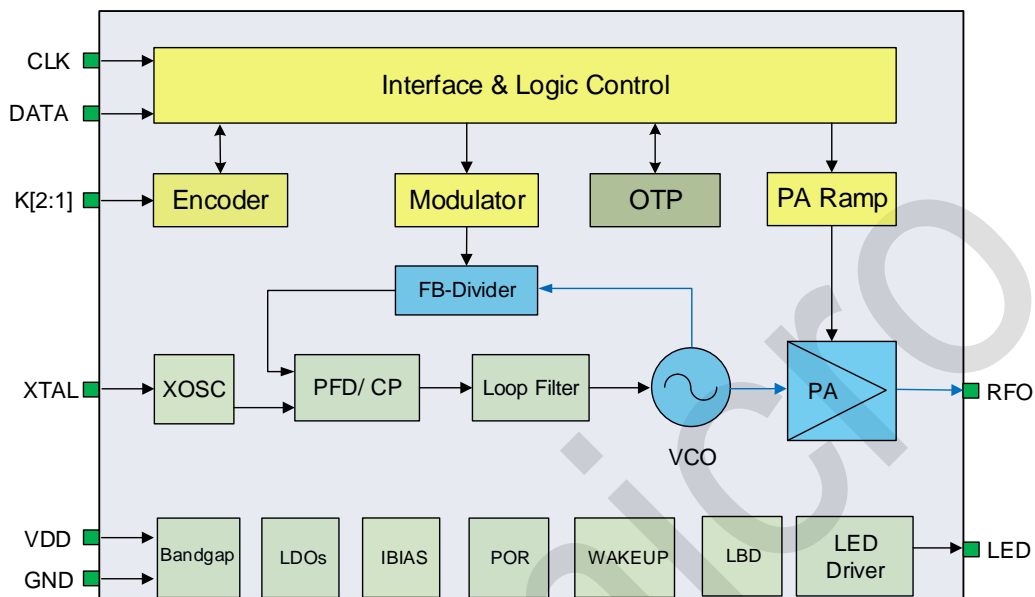 CLK
Interface & Logic Control
DATA
K[2:1]
Encoder
Modulator
OTP
PA Ramp
FB-Divider
XTAL
XOSC
PFD/ CP
Loop Filter
VCO
PA
RFO
VDD
GND
Bandgap
LDOs
IBIAS
POR
WAKEUP
LBD
LED
Driver
LED
micro